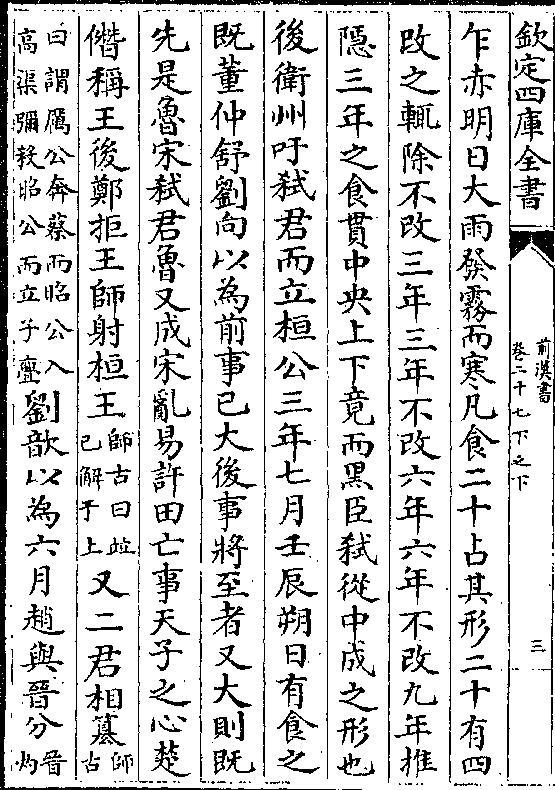 欽定四庫全書
前漢書
卷二十七下之下
三
乍赤明日大雨發霧而寒凡食二十占其形二十有四
改之輒除不改三年三年不改六年六年不改九年推
隱三年之食貫中央上下竟而黑臣弒從中成之形也
後衛州吁弒君而立桓公三年七月壬辰朔日有食之
既董仲舒劉向以為前事已大後事將至者又大則既
先是魯宋弒君魯又成宋亂易許田亡事天子之心楚
僭稱王後鄭拒王師射桓王師古曰並已解于上又二君相篡師古
曰謂厲公奔蔡而昭公入高渠彌殺昭公而立子亹劉歆以為六月趙與晉分晉灼